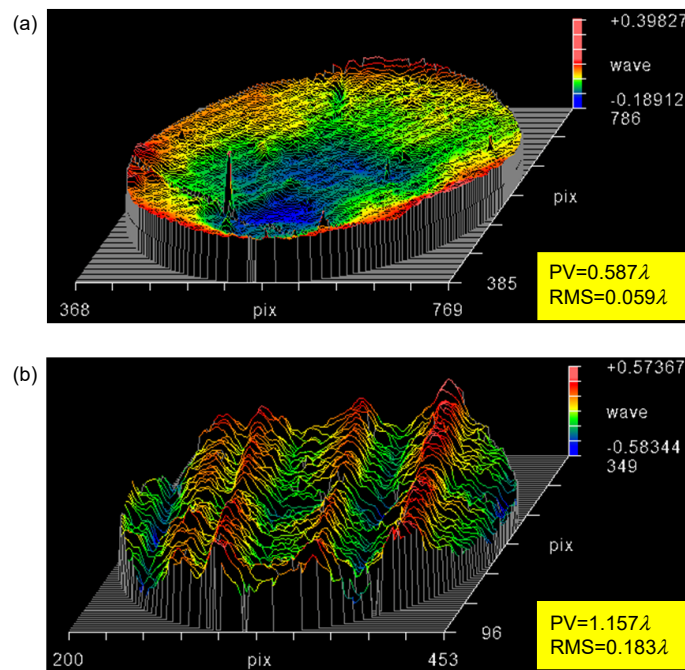 (a)
+0.39827
wave
-0.18912
786
pix
385
368
pix
769
PV=0.587λ
RMS=0.059λ
(b)
+0.57367
wave
-0.58344
349
pix
96
200
pix
453
PV=1.157λ
RMS=0.183λ